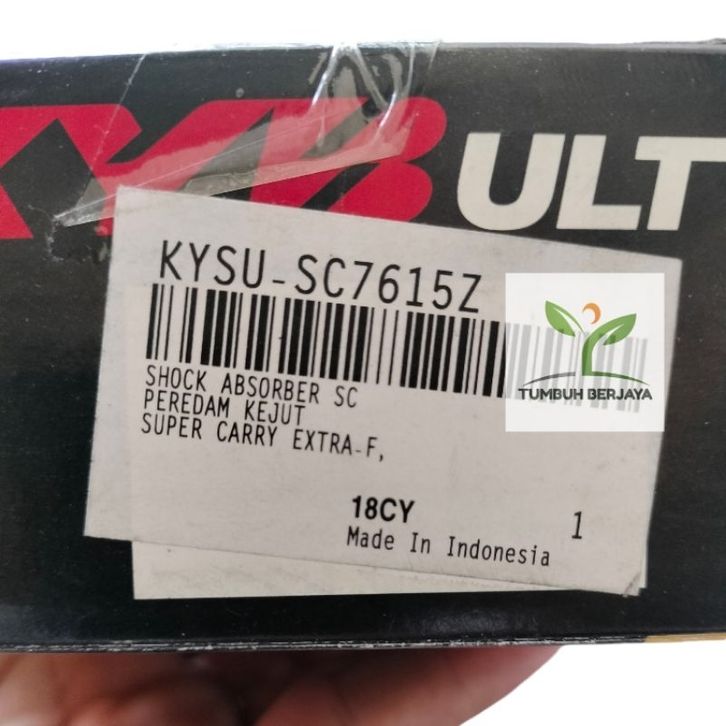 KYB ULT
KYSU-SC7615Z
SHOCK ABSORBER SC
PEREDAM KEJUT
SUPER CARRY EXTRA-F,
TUMBUH BERJAYA
18CY
1
Made In Indonesia